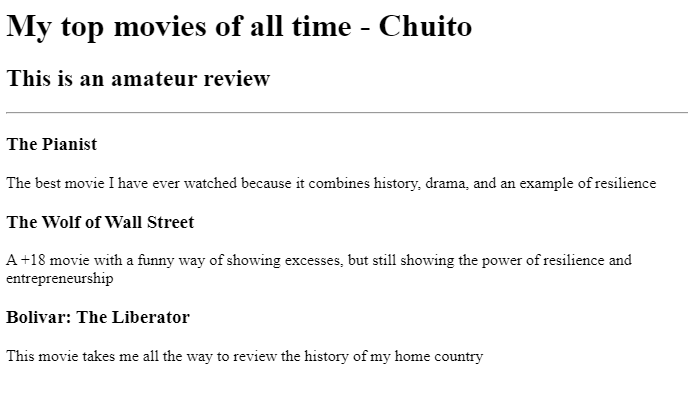 My top movies of all time - Chuito
This is an amateur review
The Pianist
The best movie I have ever watched because it combines history, drama, and an example of resilience
The Wolf of Wall Street
A +18 movie with a funny way of showing excesses, but still showing the power of resilience and
entrepreneurship
Bolivar: The Liberator
This movie takes me all the way to review the history of my home country